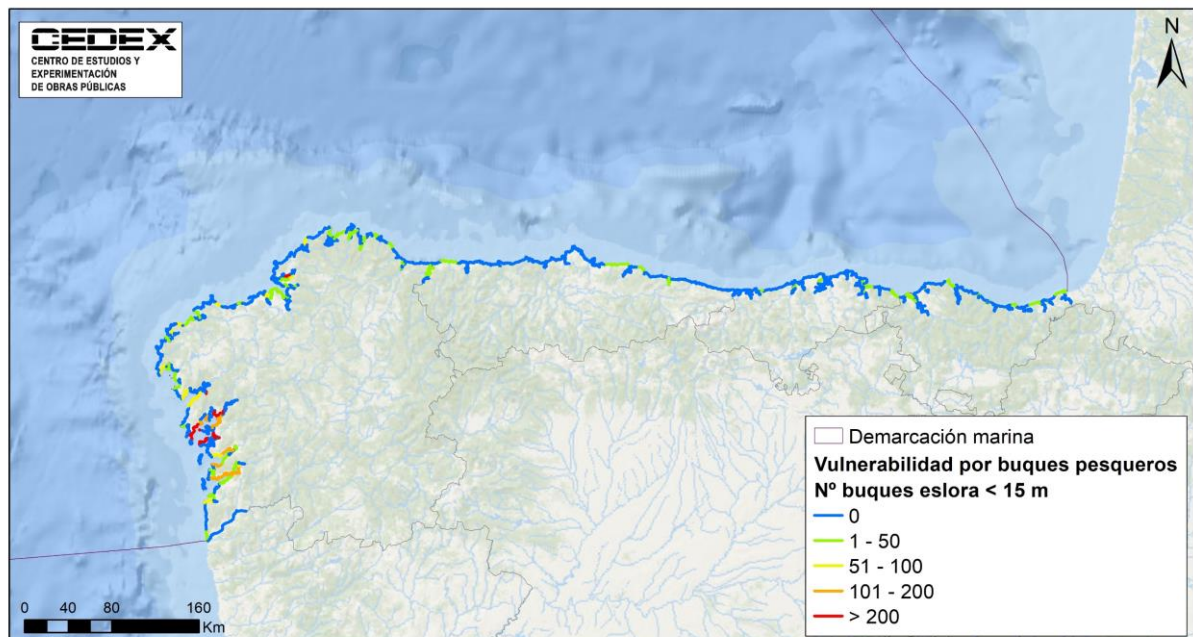 CEDEX
CENTRO DE ESTUDIOS Y
EXPERIMENTACIÓN
DE OBRAS PÚBLICAS
N
Demarcación marina
Vulnerabilidad por buques pesqueros
Nº buques eslora < 15 m
0
1 - 50
51 - 100
101 - 200
> 200
0 40 80 160
Km